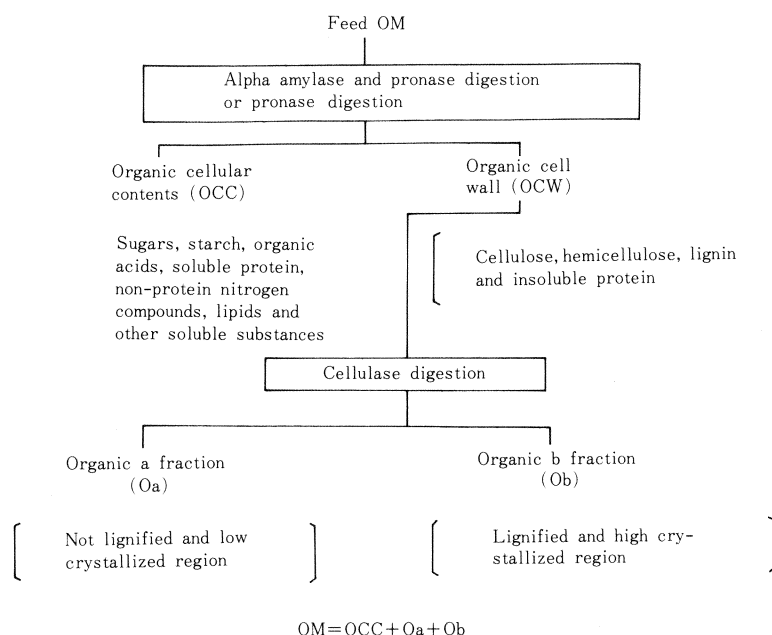 Feed OM
Alpha amylase and pronase digestion
or pronase digestion
Organic cellular
contents (OCC)
Organic cell
wall (OCW)
Sugars, starch, organic
acids, soluble protein,
non-protein nitrogen
compounds, lipids and
other soluble substances
Cellulose, hemicellulose, lignin
and insoluble protein
Cellulase digestion
Organic a fraction
(Oa)
Organic b fraction
(Ob)
Not lignified and low
crystallized region
Lignified and high cry-
stallized region
OM=OCC+Oa+Ob